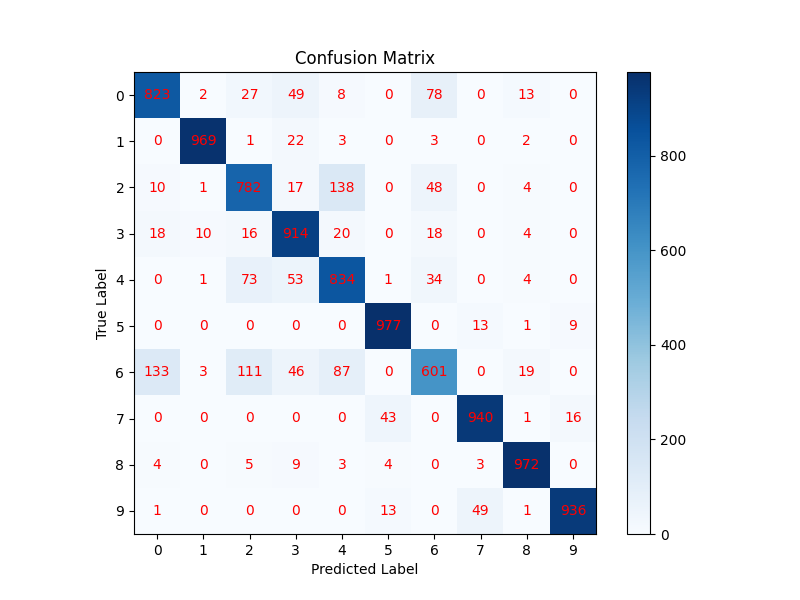 Confusion Matrix
True Label
0 823 2 27 49 8 0 78 0 13 0
1 0 969 1 22 3 0 3 0 2 0
2 10 1 782 17 138 0 48 0 4 0
3 18 10 16 914 20 0 18 0 4 0
4 0 1 73 53 834 1 34 0 4 0
5 0 0 0 0 0 977 0 13 1 9
6 133 3 111 46 87 0 601 0 19 0
7 0 0 0 0 0 43 0 940 1 16
8 4 0 5 9 3 4 0 3 972 0
9 1 0 0 0 0 13 0 49 1 936
0 1 2 3 4 5 6 7 8 9
Predicted Label
800
600
400
200
0